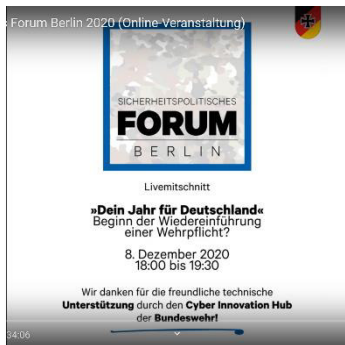 s Forum Berlin 2020 (Online-Veranstaltung)
SICHERHEITSPOLITISCHES
FORUM
BERLIN
Livemitschnitt
»Dein Jahr für Deutschland«
Beginn der Wiedereinführung
einer Wehrpflicht?
8. Dezember 2020
18:00 bis 19:30
Wir danken für die freundliche technische
Unterstützung durch den Cyber Innovation Hub
der Bundeswehr!
34:06